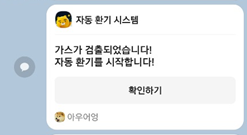 자동 환기 시스템
가스가 검출되었습니다!
자동 환기를 시작합니다!
확인하기
아우어엉